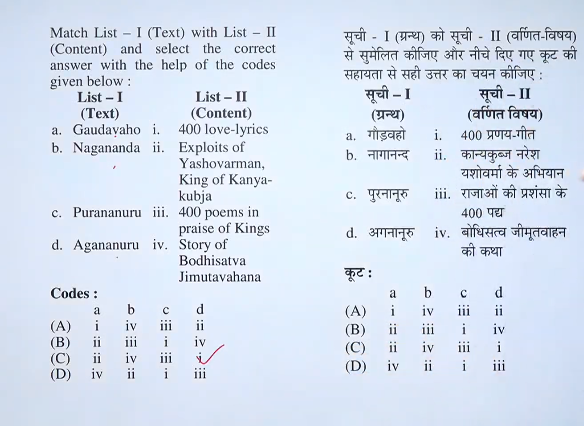 Match List – I (Text) with List – II
(Content) and select the correct
answer with the help of the codes
given below :
List – I List – II
(Text) (Content)
a. Gaudavaho i. 400 love-lyrics
b. Nagananda ii. Exploits of
Yashovarman,
King of Kanya-
kubja
c. Purananuru iii. 400 poems in
praise of Kings
d. Agananuru iv. Story of
Bodhisatva
Jimutavahana
Codes :
a b c d
(A) i iv iii ii
(B) ii iii i iv
(C) ii iv iii i
(D) iv ii i iii
सूची - I (ग्रन्थ) को सूची - II (वर्णित-विषय)
से सुमेलित कीजिए और नीचे दिए गए कूट की
सहायता से सही उत्तर का चयन कीजिए :
सूची – I सूची – II
(ग्रन्थ) (वर्णित विषय)
a. गौड़वहो i. 400 प्रणय-गीत
b. नागानन्द ii. कान्यकुब्ज नरेश
यशोवर्मा के अभियान
c. पुरनानूरु iii. राजाओं की प्रशंसा के
400 पद्य
d. अगनानूरु iv. बोधिसत्व जीमूतवाहन
की कथा
कूट :
a b c d
(A) i iv iii ii
(B) ii iii i iv
(C) ii iv iii i
(D) iv ii i iii